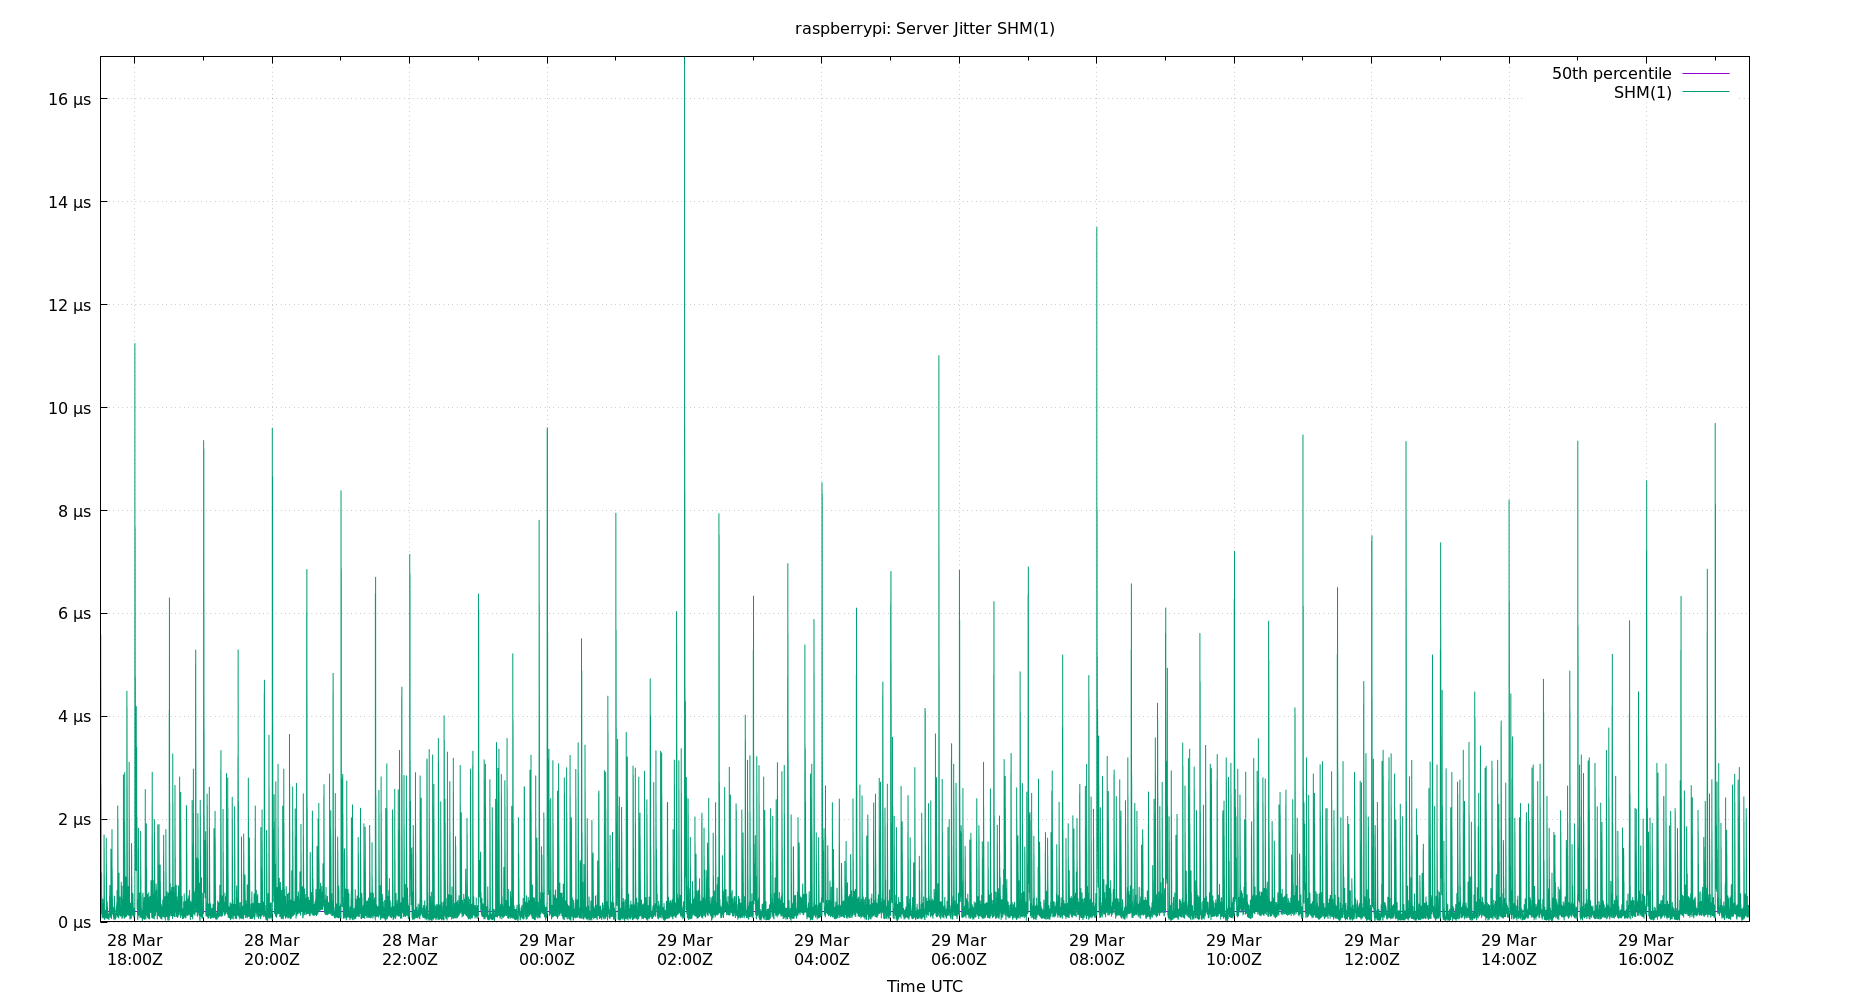 raspberrypi: Server Jitter SHM(1)
50th percentile
SHM(1)
16 µs
14 µs
12 µs
10 µs
8 µs
6 µs
4 µs
2 µs
0 µs
28 Mar 28 Mar 28 Mar 29 Mar 29 Mar 29 Mar 29 Mar 29 Mar 29 Mar 29 Mar 29 Mar 29 Mar
18:00Z 20:00Z 22:00Z 00:00Z 02:00Z 04:00Z 06:00Z 08:00Z 10:00Z 12:00Z 14:00Z 16:00Z
Time UTC